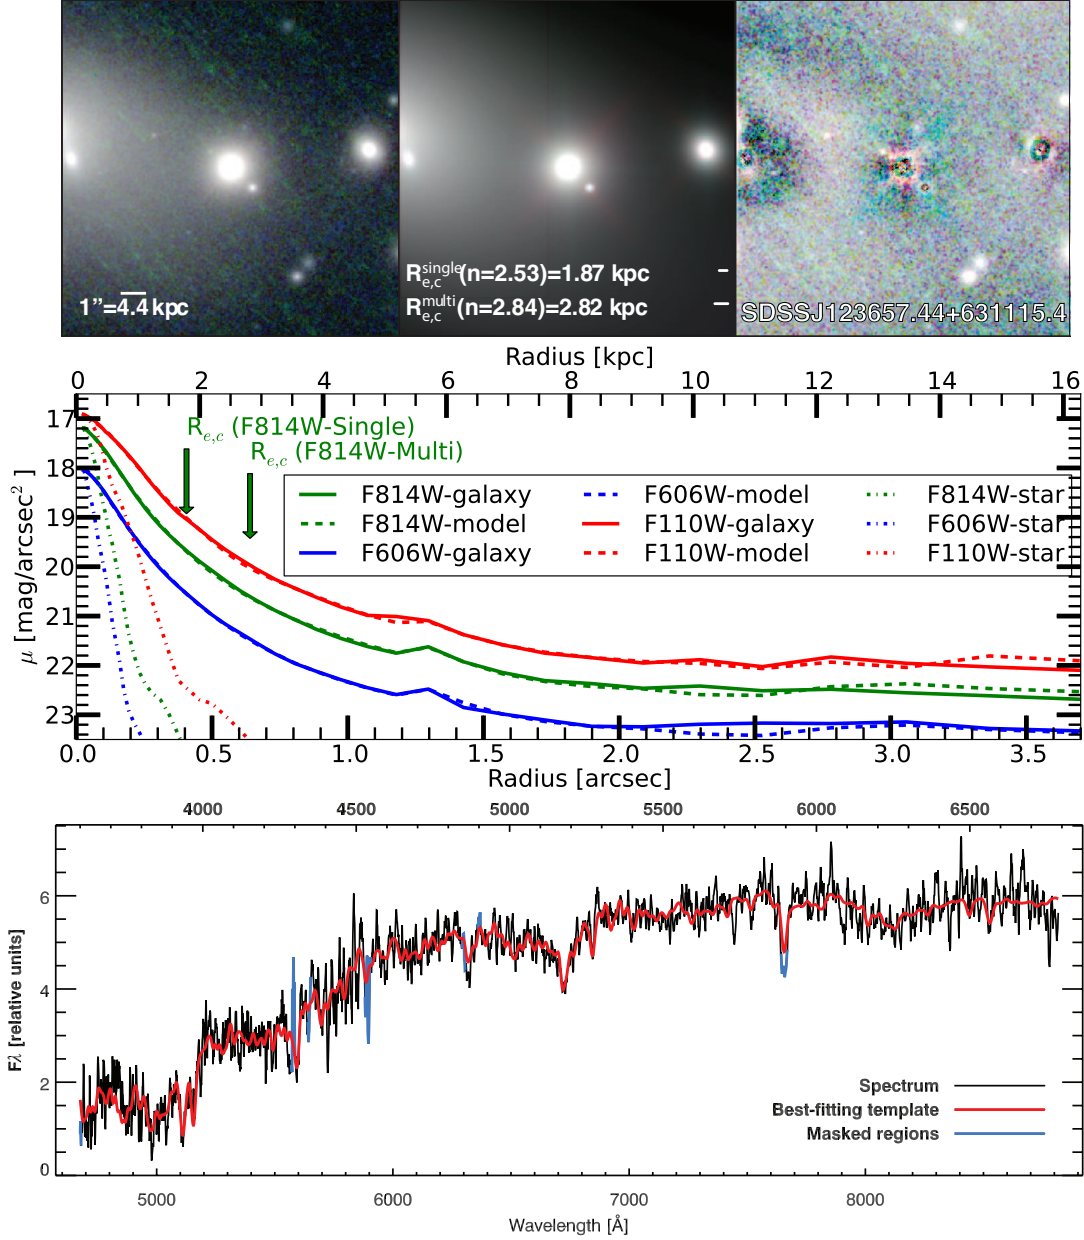 1”=4.4 kpc
R single e,c (n=2.53)=1.87 kpc
R multi e,c (n=2.84)=2.82 kpc
SDSSJ123657.44+631115.4
Radius [kpc]
0 2 4 6 8 10 12 14 16
R e,c (F814W-Single)
R e,c (F814W-Multi)
F814W-galaxy F606W-model F814W-star
F814W-model F110W-galaxy F606W-star
F606W-galaxy F110W-model F110W-star
μ [mag/arcsec²]
17
18
19
20
21
22
23
0.0 0.5 1.0 1.5 2.0 2.5 3.0 3.5
Radius [arcsec]
4000 4500 5000 5500 6000 6500
Fλ [relative units]
6
4
2
0
Spectrum
Best-fitting template
Masked regions
5000 6000 7000 8000
Wavelength [Å]